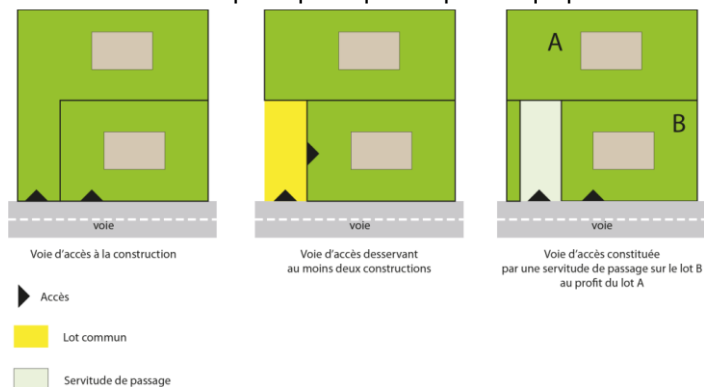 A
B
voie
voie
voie
Voie d'accès à la construction
Voie d'accès desservant
au moins deux constructions
Voie d'accès constituée
par une servitude de passage sur le lot B
au profit du lot A
Accès
Lot commun
Servitude de passage